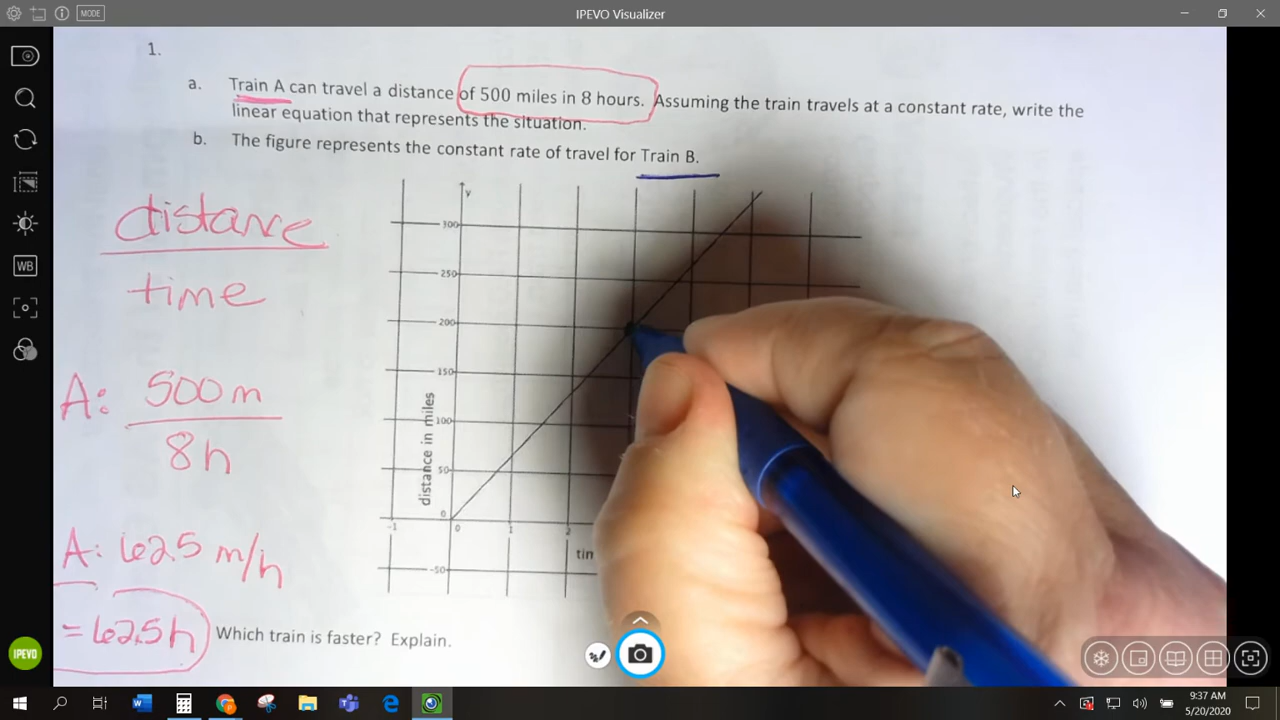 MODE
IPEVO Visualizer
1.
a. Train A can travel a distance of 500 miles in 8 hours. Assuming the train travels at a constant rate, write the
linear equation that represents the situation.
b. The figure represents the constant rate of travel for Train B.
distance
time
A: 500 m
8h
A: 62.5 m/h
= 62.5h
y
300
250
200
150
100
50
0
-1 0 1 2
-50
distance in miles
Which train is faster? Explain.
WB
IPEVO
9:37 AM
5/20/2020